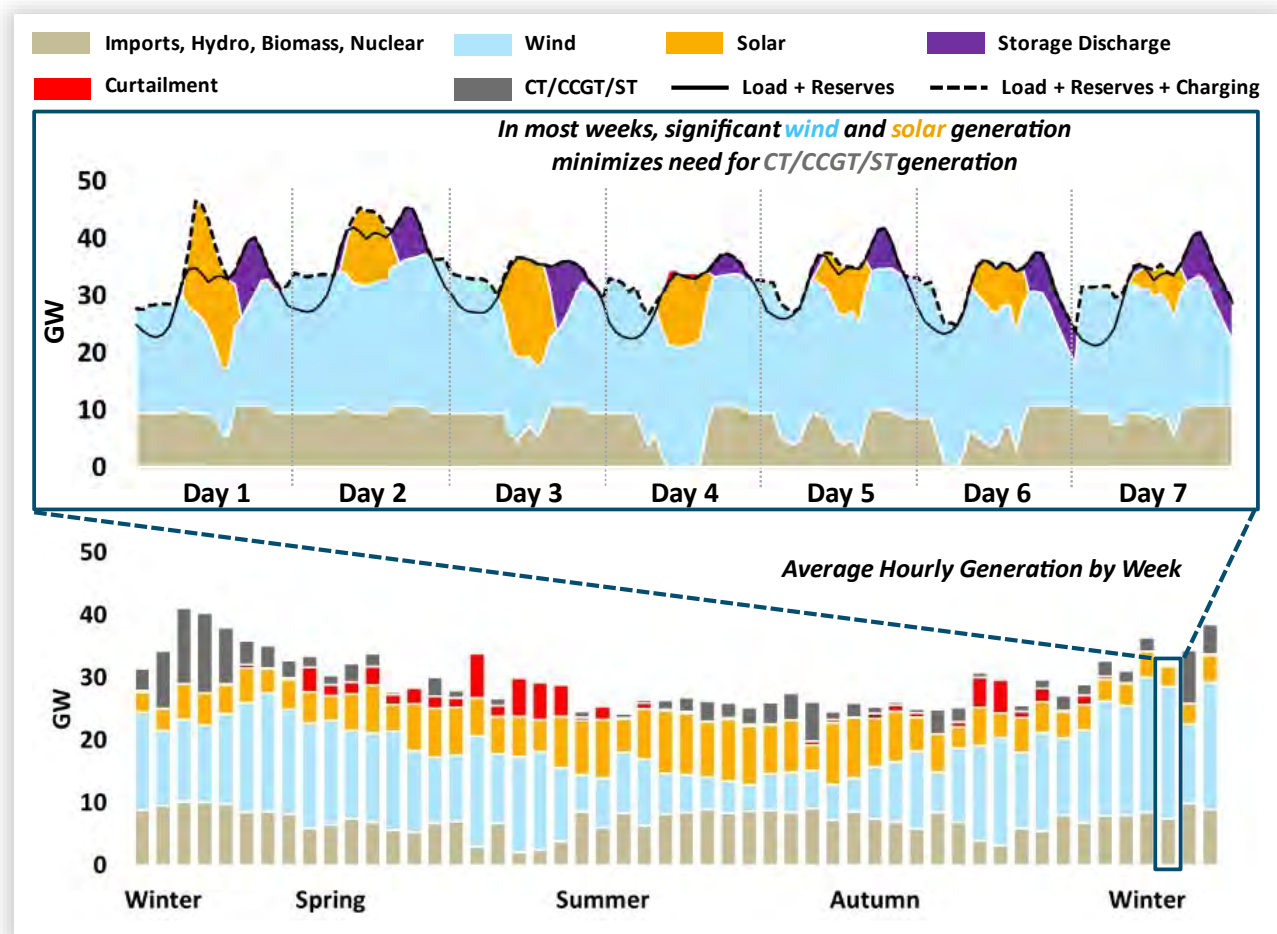 Imports, Hydro, Biomass, Nuclear
Wind
Solar
Storage Discharge
Curtailment
CT/CCGT/ST
Load + Reserves
Load + Reserves + Charging
In most weeks, significant wind and solar generation
minimizes need for CT/CCGT/ST generation
GW
50
40
30
20
10
0
Day 1
Day 2
Day 3
Day 4
Day 5
Day 6
Day 7
Average Hourly Generation by Week
GW
50
40
30
20
10
0
Winter
Spring
Summer
Autumn
Winter